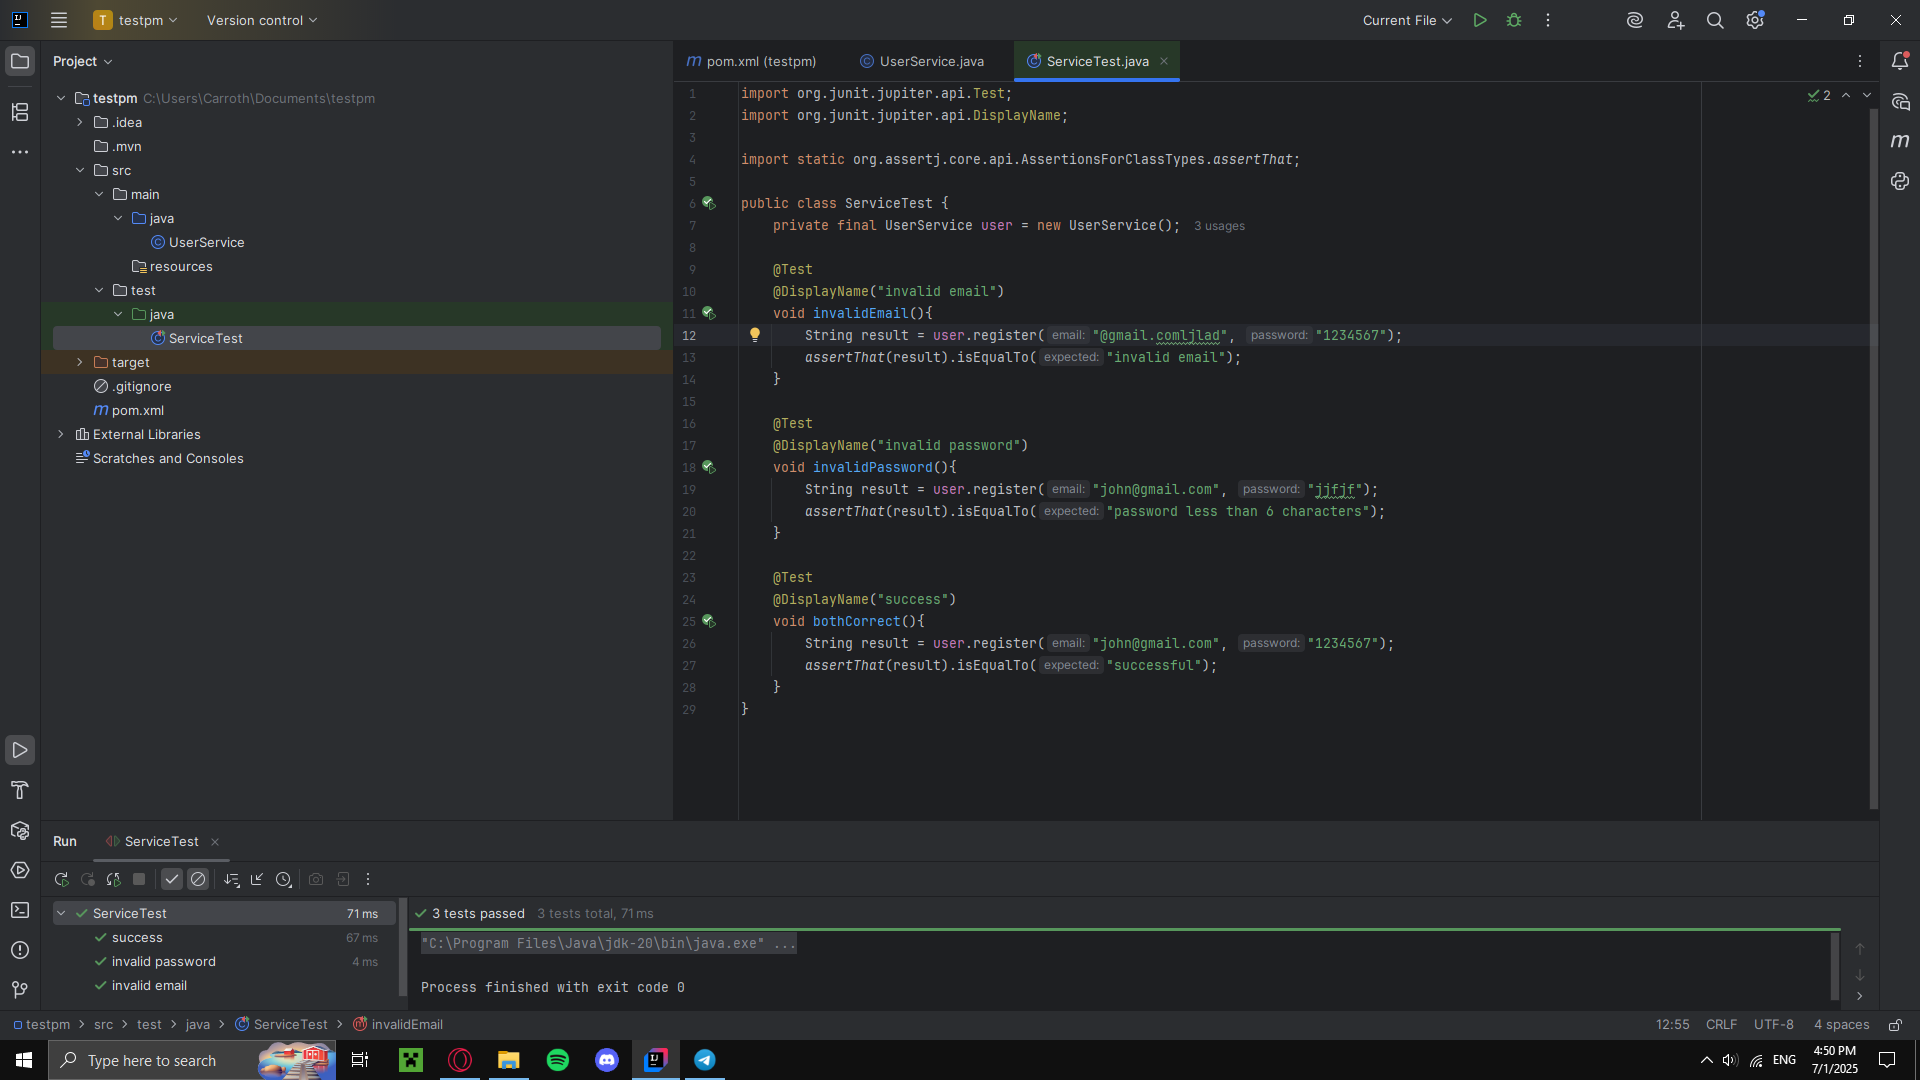 T testpm Version control Current File
Project
pom.xml (testpm) UserService.java ServiceTest.java
testpm C:\Users\Carroth\Documents\testpm
.idea
.mvn
src
main
java
UserService
resources
test
java
ServiceTest
target
.gitignore
pom.xml
External Libraries
Scratches and Consoles
2
1 import org.junit.jupiter.api.Test;
2 import org.junit.jupiter.api.DisplayName;
3
4 import static org.assertj.core.api.AssertionsForClassTypes.assertThat;
5
6 public class ServiceTest {
7 private final UserService user = new UserService(); 3 usages
8
9 @Test
10 @DisplayName("invalid email")
11 void invalidEmail(){
12 String result = user.register( email: "@gmail.comljlad", password: "1234567");
13 assertThat(result).isEqualTo( expected: "invalid email");
14 }
15
16 @Test
17 @DisplayName("invalid password")
18 void invalidPassword(){
19 String result = user.register( email: "john@gmail.com", password: "jjfjf");
20 assertThat(result).isEqualTo( expected: "password less than 6 characters");
21 }
22
23 @Test
24 @DisplayName("success")
25 void bothCorrect(){
26 String result = user.register( email: "john@gmail.com", password: "1234567");
27 assertThat(result).isEqualTo( expected: "successful");
28 }
29 }
Run ServiceTest
ServiceTest 71 ms
success 67 ms
invalid password 4 ms
invalid email
3 tests passed 3 tests total, 71 ms
"C:\Program Files\Java\jdk-20\bin\java.exe" ...
Process finished with exit code 0
testpm > src > test > java > ServiceTest > invalidEmail 12:55 CRLF UTF-8 4 spaces
Type here to search ENG 4:50 PM
7/1/2025